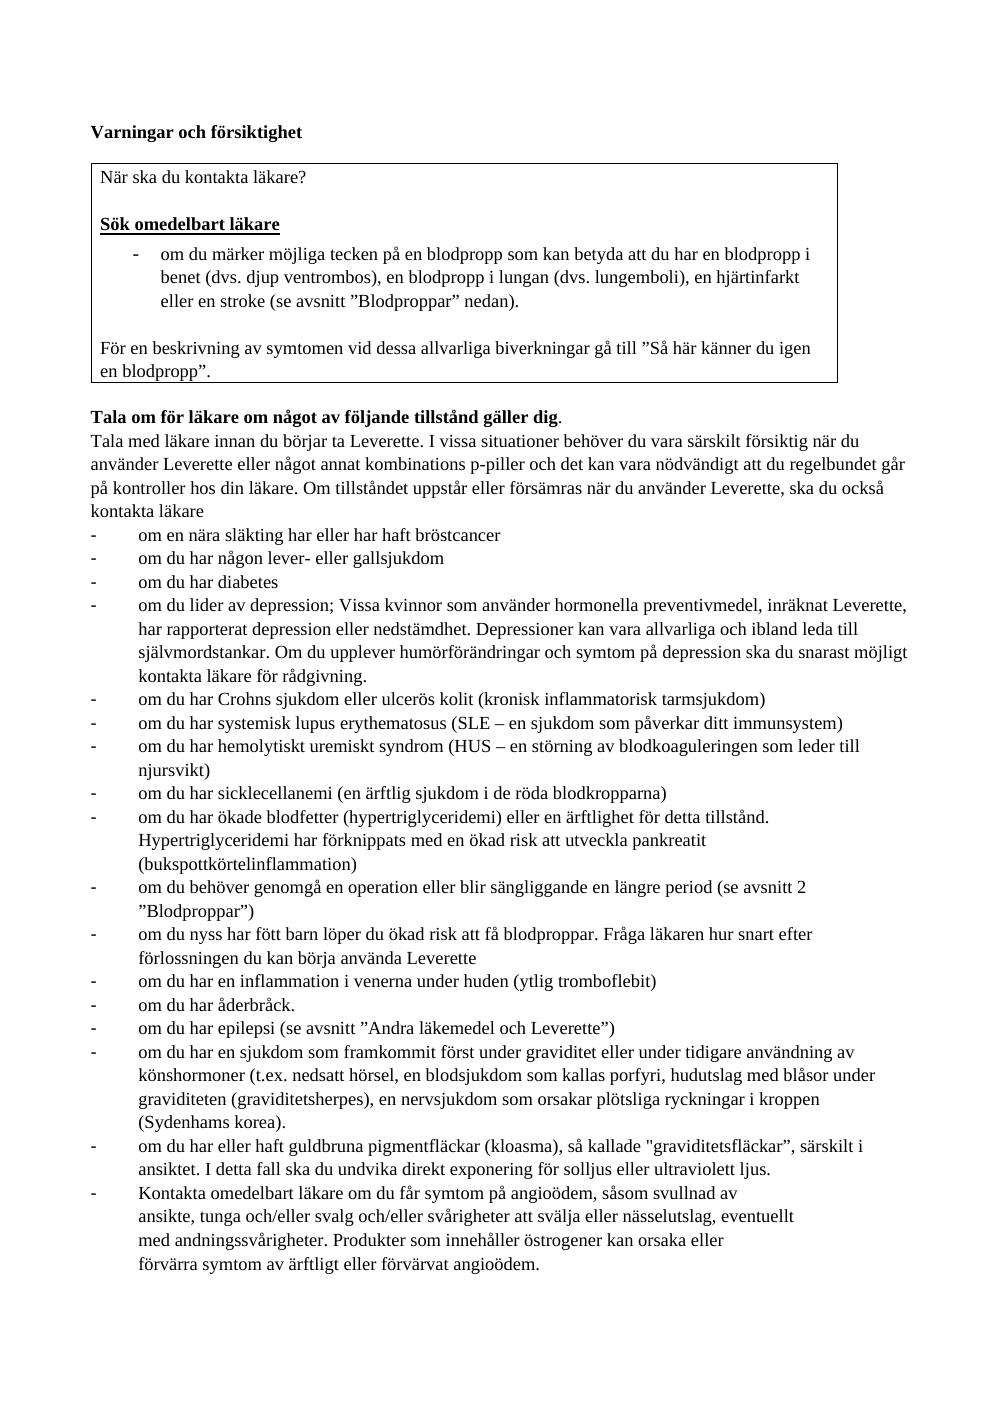 Varningar och försiktighet
När ska du kontakta läkare?
Sök omedelbart läkare
- om du märker möjliga tecken på en blodpropp som kan betyda att du har en blodpropp i
benet (dvs. djup ventrombos), en blodpropp i lungan (dvs. lungemboli), en hjärtinfarkt
eller en stroke (se avsnitt ”Blodproppar” nedan).
För en beskrivning av symtomen vid dessa allvarliga biverkningar gå till ”Så här känner du igen
en blodpropp”.
Tala om för läkare om något av följande tillstånd gäller dig.
Tala med läkare innan du börjar ta Leverette. I vissa situationer behöver du vara särskilt försiktig när du
använder Leverette eller något annat kombinations p-piller och det kan vara nödvändigt att du regelbundet går
på kontroller hos din läkare. Om tillståndet uppstår eller försämras när du använder Leverette, ska du också
kontakta läkare
- om en nära släkting har eller har haft bröstcancer
- om du har någon lever- eller gallsjukdom
- om du har diabetes
- om du lider av depression; Vissa kvinnor som använder hormonella preventivmedel, inräknat Leverette,
har rapporterat depression eller nedstämdhet. Depressioner kan vara allvarliga och ibland leda till
självmordstankar. Om du upplever humörförändringar och symtom på depression ska du snarast möjligt
kontakta läkare för rådgivning.
- om du har Crohns sjukdom eller ulcerös kolit (kronisk inflammatorisk tarmsjukdom)
- om du har systemisk lupus erythematosus (SLE – en sjukdom som påverkar ditt immunsystem)
- om du har hemolytiskt uremiskt syndrom (HUS – en störning av blodkoaguleringen som leder till
njursvikt)
- om du har sicklecellanemi (en ärftlig sjukdom i de röda blodkropparna)
- om du har ökade blodfetter (hypertriglyceridemi) eller en ärftlighet för detta tillstånd.
Hypertriglyceridemi har förknippats med en ökad risk att utveckla pankreatit
(bukspottkörtelinflammation)
- om du behöver genomgå en operation eller blir sängliggande en längre period (se avsnitt 2
”Blodproppar”)
- om du nyss har fött barn löper du ökad risk att få blodproppar. Fråga läkaren hur snart efter
förlossningen du kan börja använda Leverette
- om du har en inflammation i venerna under huden (ytlig tromboflebit)
- om du har åderbråck.
- om du har epilepsi (se avsnitt ”Andra läkemedel och Leverette”)
- om du har en sjukdom som framkommit först under graviditet eller under tidigare användning av
könshormoner (t.ex. nedsatt hörsel, en blodsjukdom som kallas porfyri, hudutslag med blåsor under
graviditeten (graviditetsherpes), en nervsjukdom som orsakar plötsliga ryckningar i kroppen
(Sydenhams korea).
- om du har eller haft guldbruna pigmentfläckar (kloasma), så kallade "graviditetsfläckar”, särskilt i
ansiktet. I detta fall ska du undvika direkt exponering för solljus eller ultraviolett ljus.
- Kontakta omedelbart läkare om du får symtom på angioödem, såsom svullnad av
ansikte, tunga och/eller svalg och/eller svårigheter att svälja eller nässelutslag, eventuellt
med andningssvårigheter. Produkter som innehåller östrogener kan orsaka eller
förvärra symtom av ärftligt eller förvärvat angioödem.